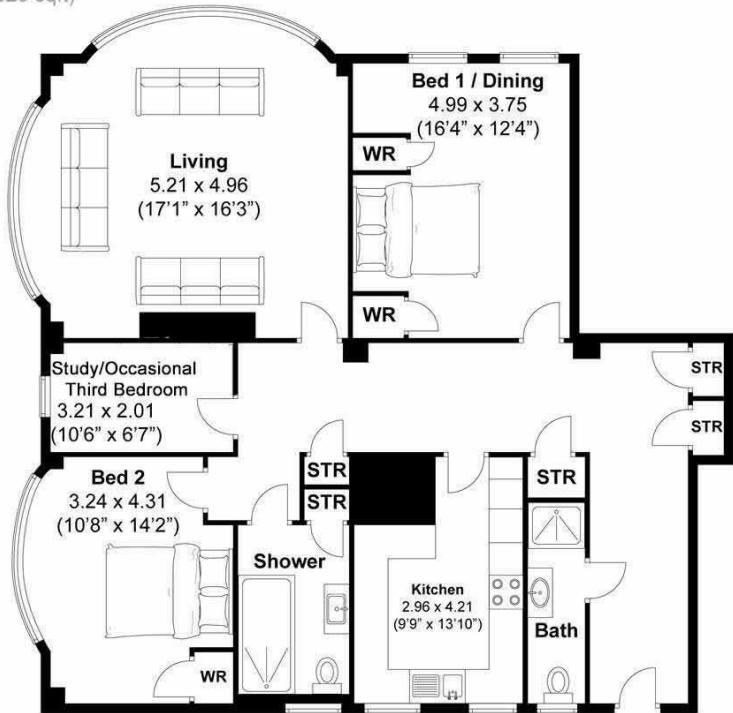 sqft)
Bed 1 / Dining
4.99 x 3.75
(16'4" x 12'4")
WR
Living
5.21 x 4.96
(17'1" x 16'3")
WR
Study/Occasional
Third Bedroom
3.21 x 2.01
(10'6" x 6'7")
STR
STR
Bed 2
3.24 x 4.31
(10'8" x 14'2")
STR
STR
STR
Shower
Kitchen
2.96 x 4.21
(9'9" x 13'10")
Bath
WR